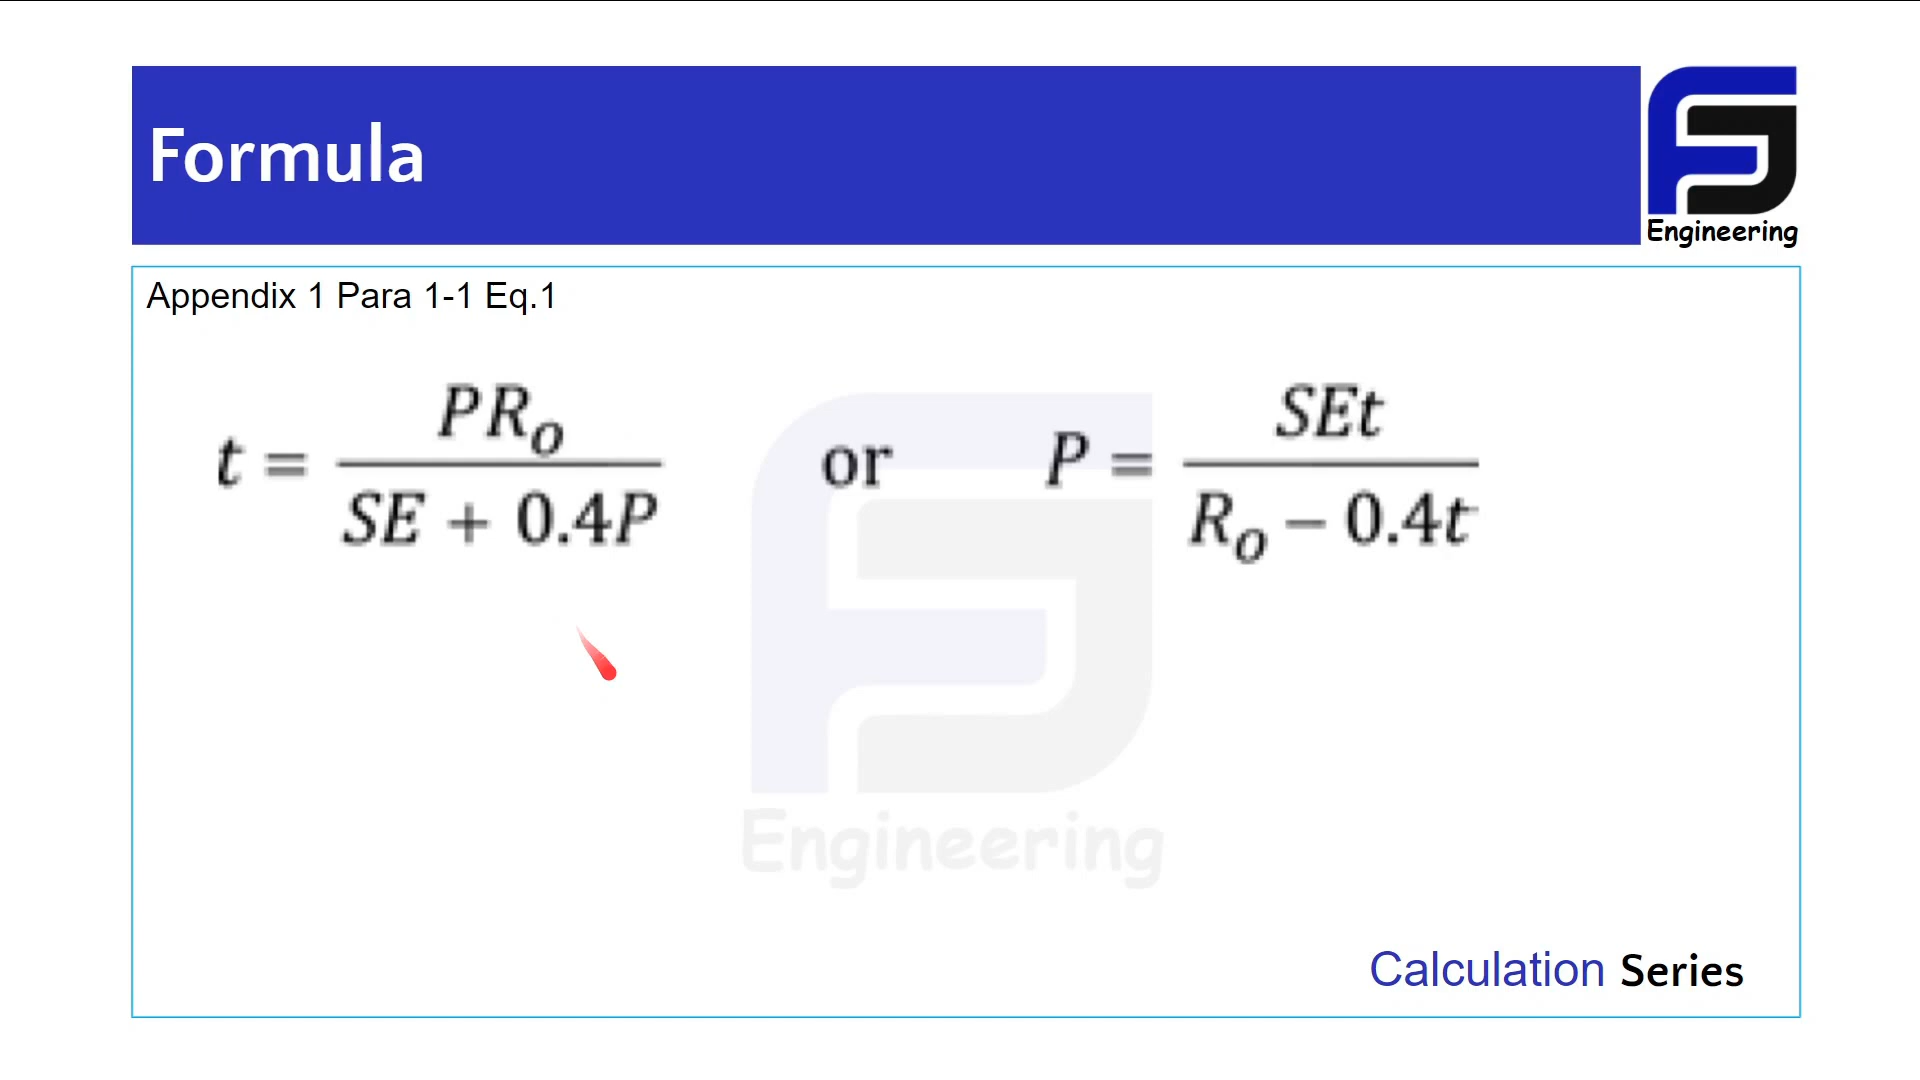 Formula
Engineering
Appendix 1 Para 1-1 Eq.1
t = PRo / (SE + 0.4P) or P = SEt / (Ro − 0.4t)
Engineering
Calculation Series